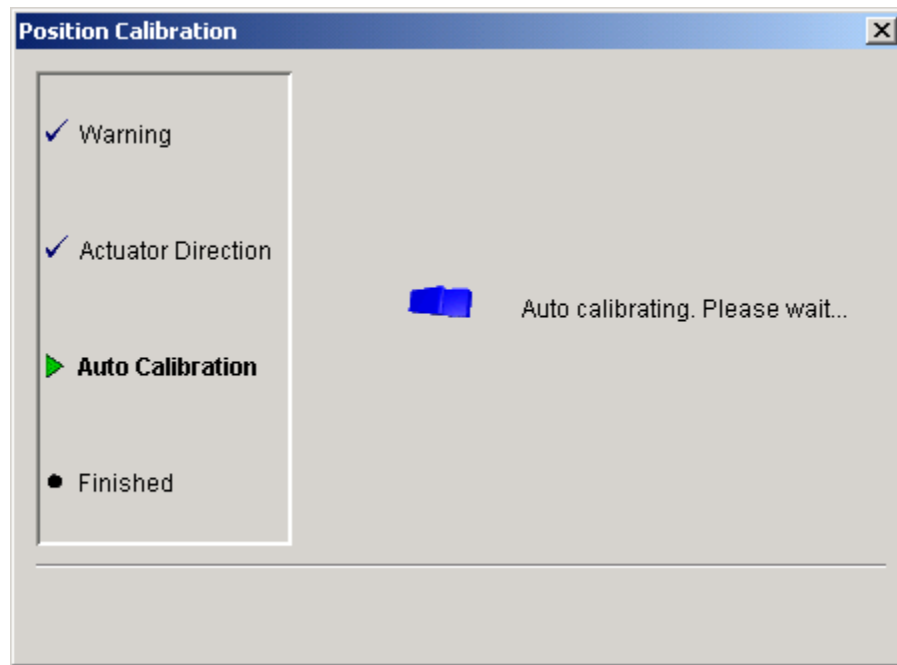 Position Calibration
Warning
Actuator Direction
Auto Calibration
Finished
Auto calibrating. Please wait...